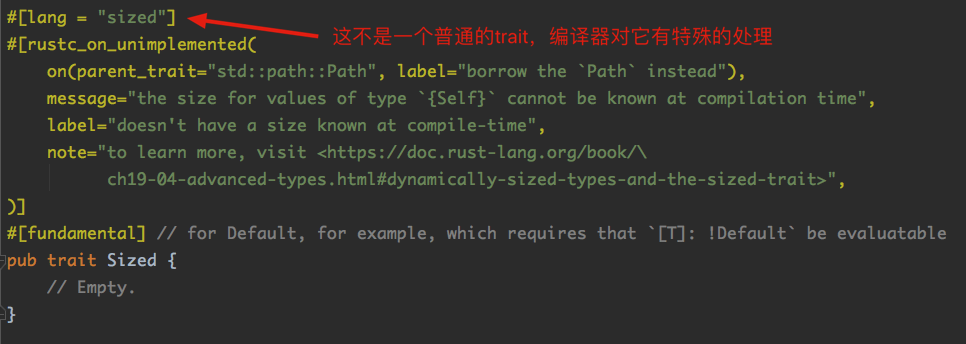 #[lang = "sized"]
这不是一个普通的trait，编译器对它有特殊的处理
#[rustc_on_unimplemented(
    on(parent_trait="std::path::Path", label="borrow the `Path` instead"),
    message="the size for values of type `{Self}` cannot be known at compilation time",
    label="doesn't have a size known at compile-time",
    note="to learn more, visit <https://doc.rust-lang.org/book/\
          ch19-04-advanced-types.html#dynamically-sized-types-and-the-sized-trait>",
)]
#[fundamental] // for Default, for example, which requires that `[T]: !Default` be evaluatable
pub trait Sized {
    // Empty.
}